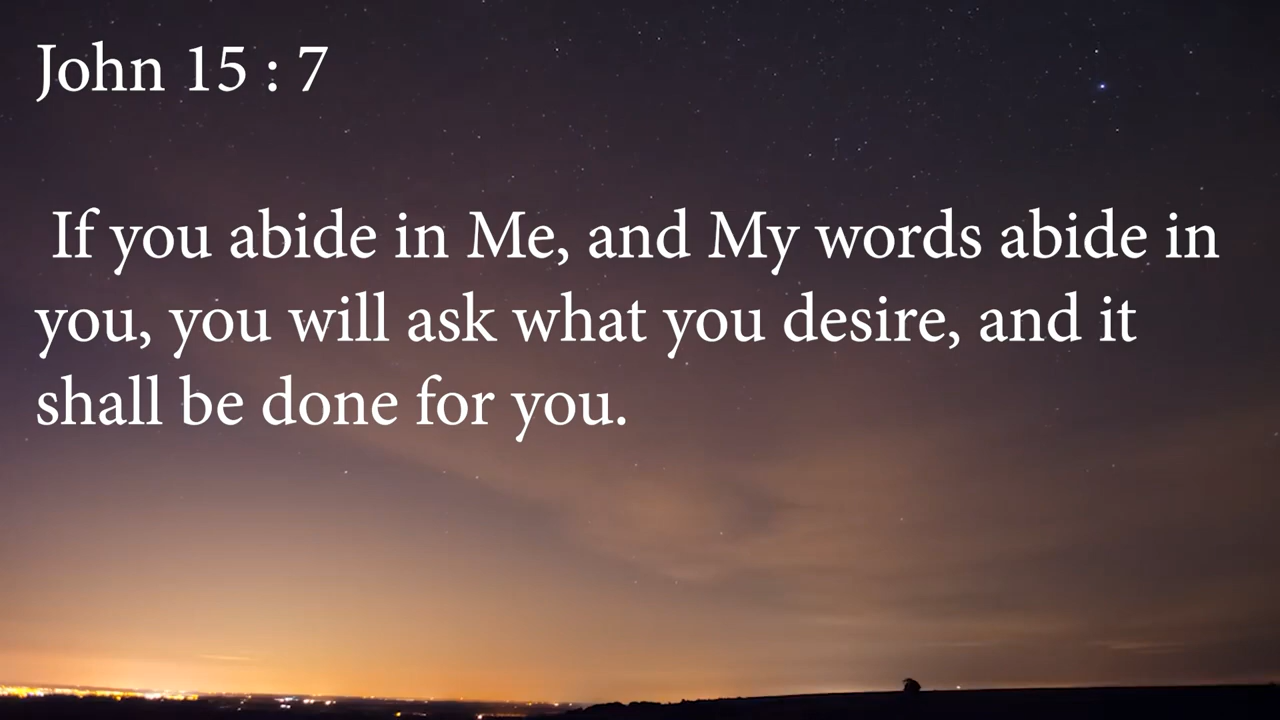 John 15 : 7
If you abide in Me, and My words abide in
you, you will ask what you desire, and it
shall be done for you.